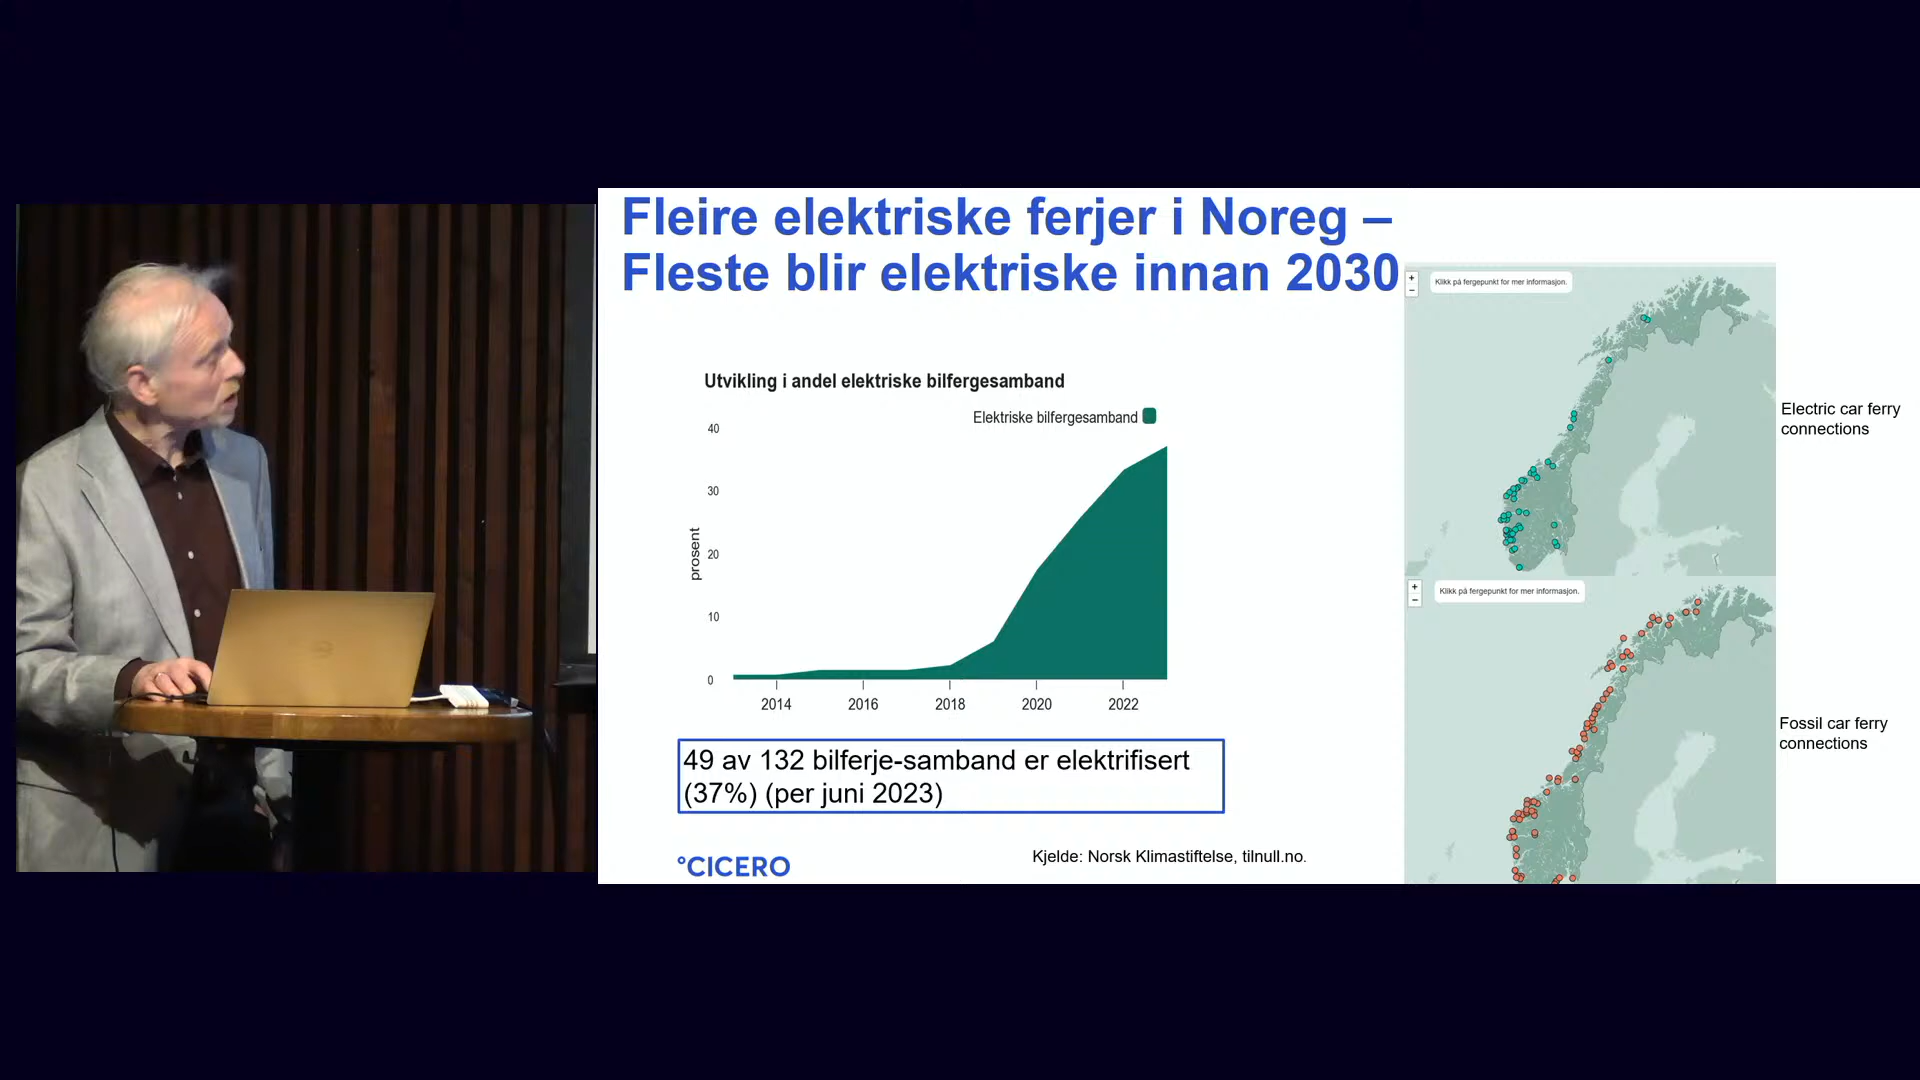 Fleire elektriske ferjer i Noreg –
Fleste blir elektriske innan 2030
Utvikling i andel elektriske bilfergesamband
Elektriske bilfergesamband
40
30
20
10
0
prosent
2014
2016
2018
2020
2022
49 av 132 bilferje-samband er elektrifisert
(37%) (per juni 2023)
°CICERO
Kjelde: Norsk Klimastiftelse, tilnull.no.
+
−
Klikk på fergepunkt for mer informasjon.
Electric car ferry
connections
+
−
Klikk på fergepunkt for mer informasjon.
Fossil car ferry
connections